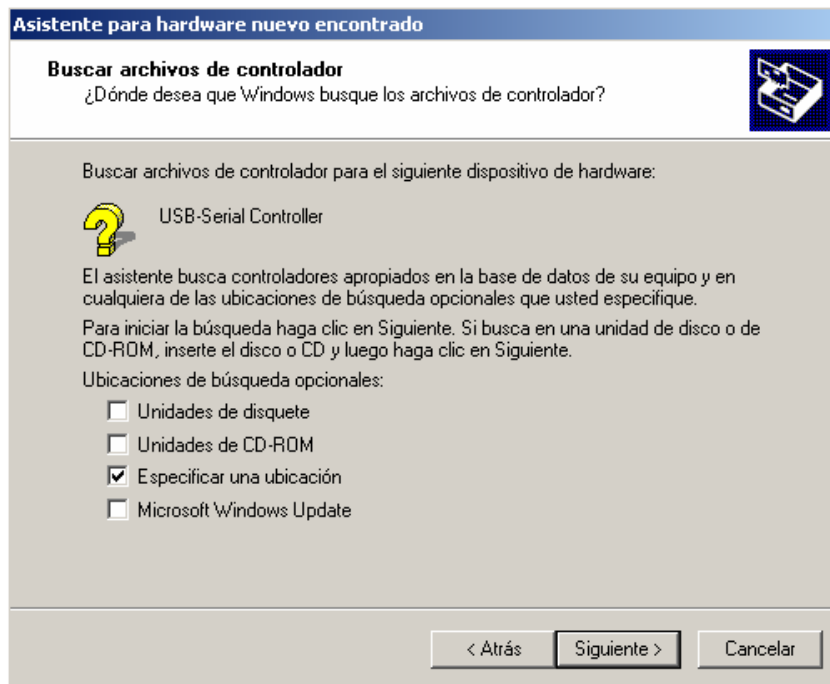 Asistente para hardware nuevo encontrado
Buscar archivos de controlador
¿Dónde desea que Windows busque los archivos de controlador?
Buscar archivos de controlador para el siguiente dispositivo de hardware:
USB-Serial Controller
El asistente busca controladores apropiados en la base de datos de su equipo y en
cualquiera de las ubicaciones de búsqueda opcionales que usted especifique.
Para iniciar la búsqueda haga clic en Siguiente. Si busca en una unidad de disco o de
CD-ROM, inserte el disco o CD y luego haga clic en Siguiente.
Ubicaciones de búsqueda opcionales:
Unidades de disquete
Unidades de CD-ROM
Especificar una ubicación
Microsoft Windows Update
< Atrás
Siguiente >
Cancelar